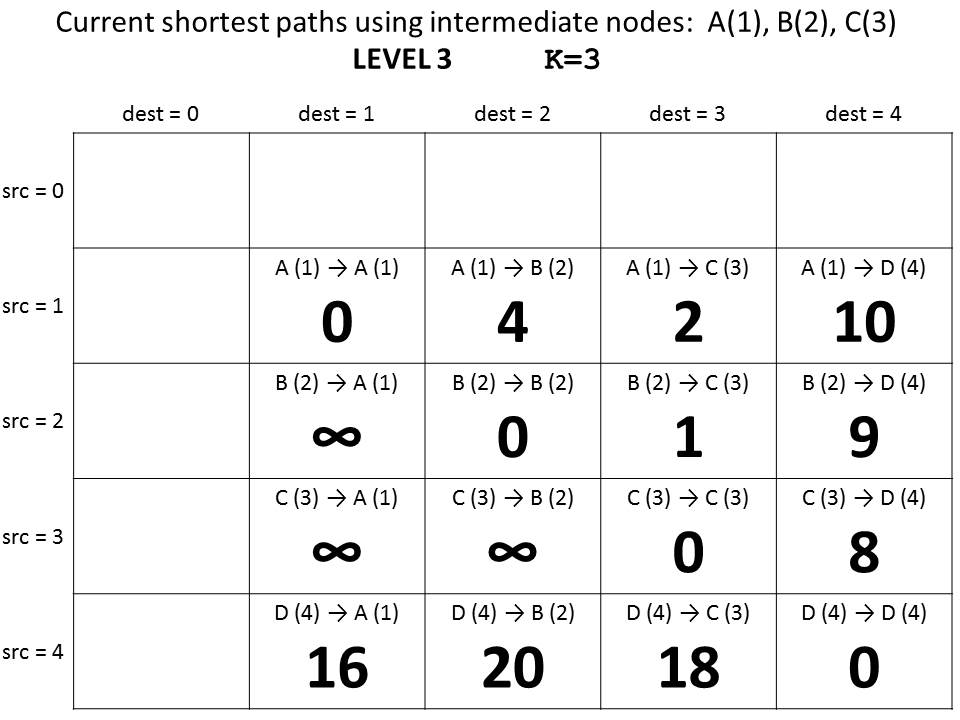 Current shortest paths using intermediate nodes: A(1), B(2), C(3)
LEVEL 3 K=3
dest = 0 dest = 1 dest = 2 dest = 3 dest = 4
src = 0
A (1) → A (1) A (1) → B (2) A (1) → C (3) A (1) → D (4)
src = 1 0 4 2 10
B (2) → A (1) B (2) → B (2) B (2) → C (3) B (2) → D (4)
src = 2 ∞ 0 1 9
C (3) → A (1) C (3) → B (2) C (3) → C (3) C (3) → D (4)
src = 3 ∞ ∞ 0 8
D (4) → A (1) D (4) → B (2) D (4) → C (3) D (4) → D (4)
src = 4 16 20 18 0